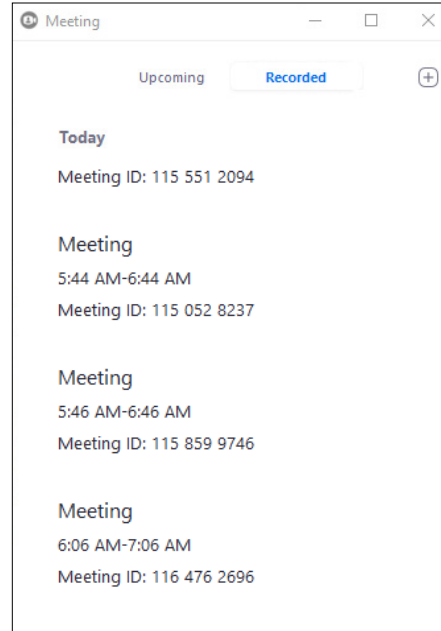 Meeting
Upcoming Recorded
Today
Meeting ID: 115 551 2094
Meeting
5:44 AM-6:44 AM
Meeting ID: 115 052 8237
Meeting
5:46 AM-6:46 AM
Meeting ID: 115 859 9746
Meeting
6:06 AM-7:06 AM
Meeting ID: 116 476 2696